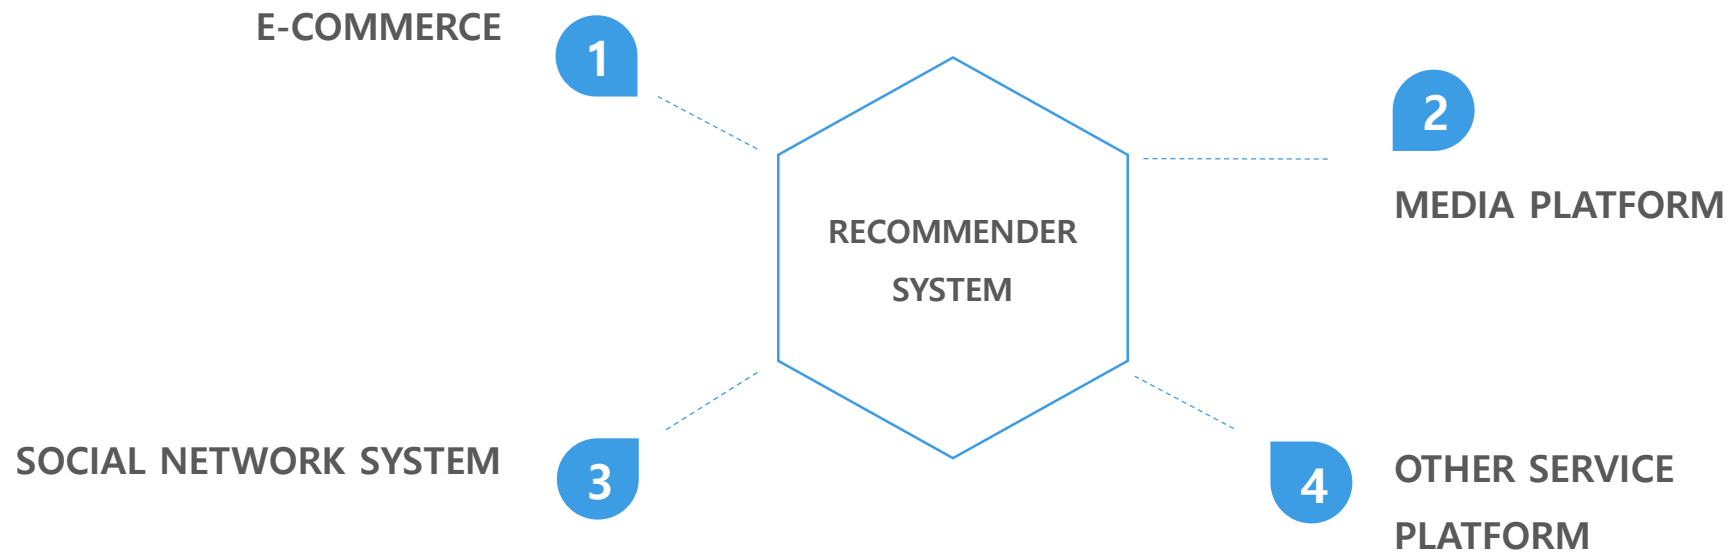 E-COMMERCE
1
2
MEDIA PLATFORM
RECOMMENDER
SYSTEM
SOCIAL NETWORK SYSTEM
3
4
OTHER SERVICE
PLATFORM